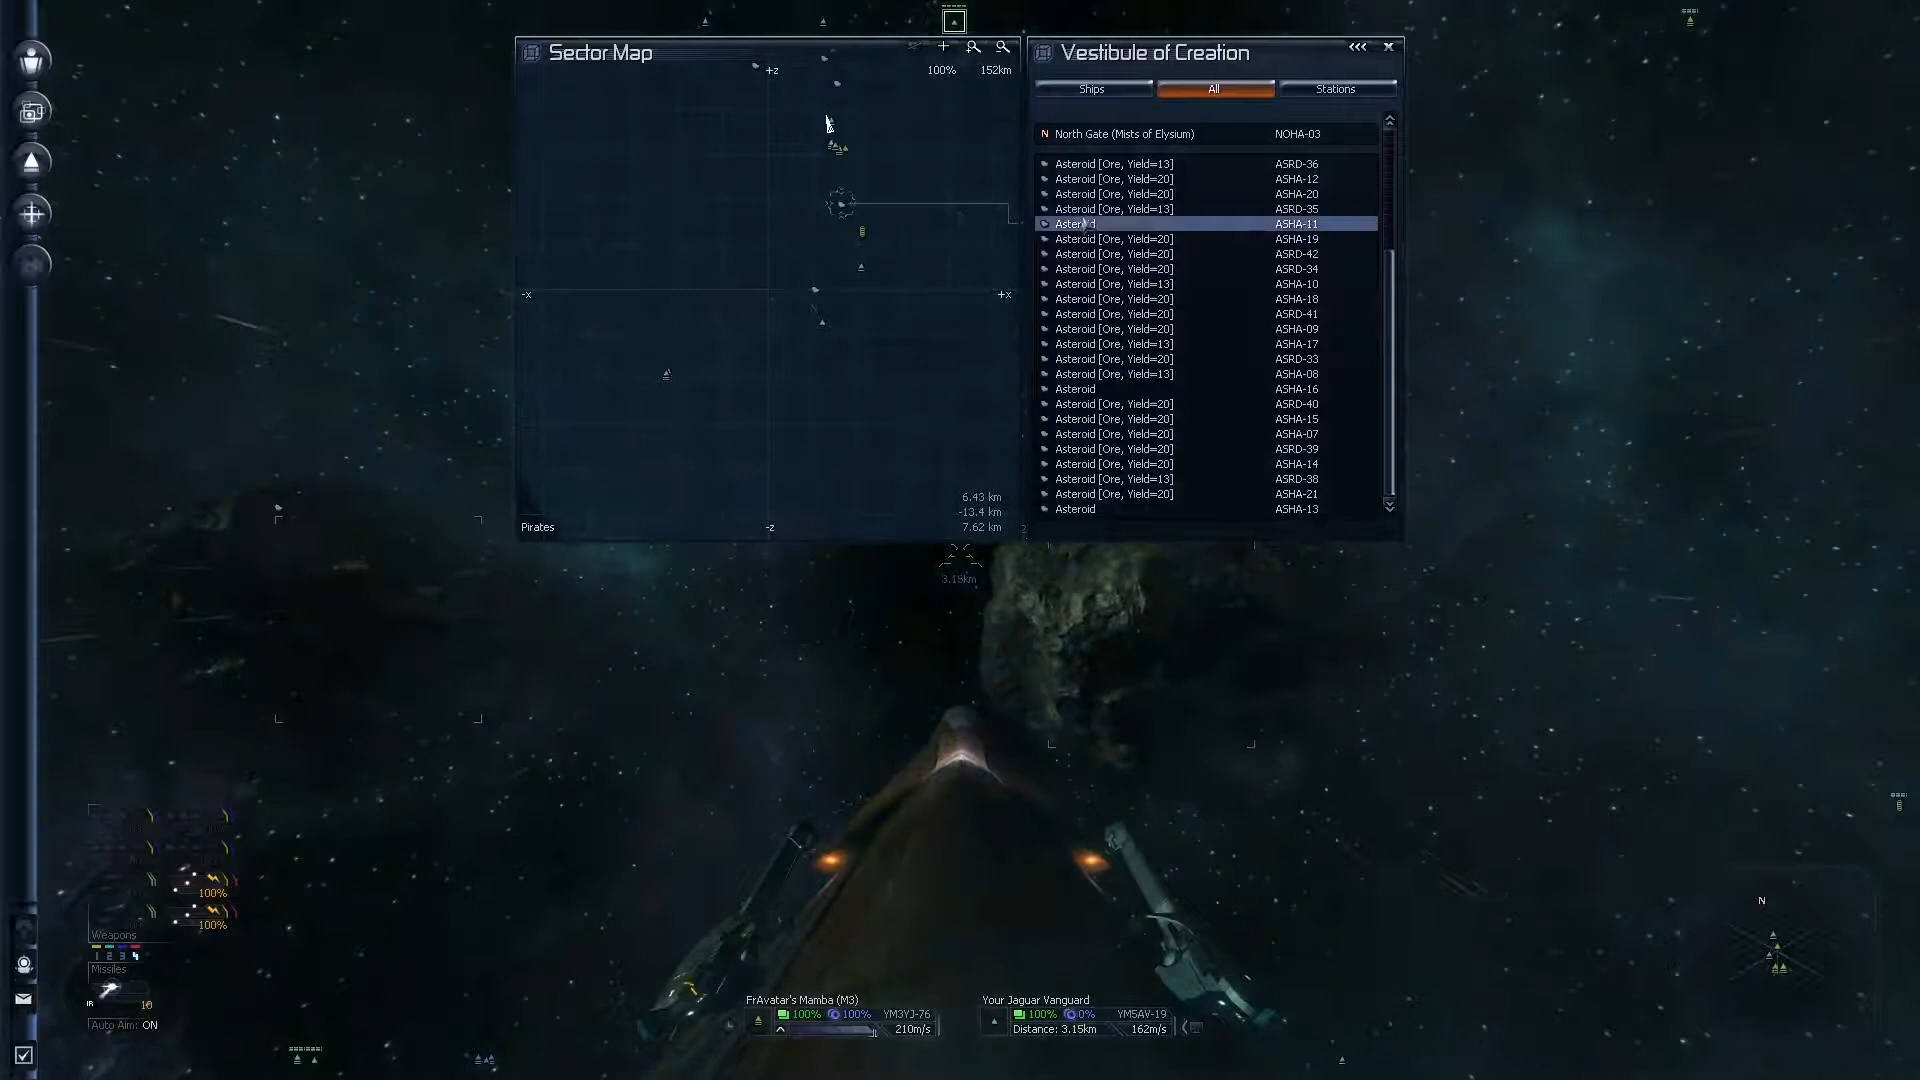 Sector Map
100%
152km
+z
-x
+x
-z
6.43 km
-13.4 km
7.62 km
Pirates
Vestibule of Creation
Ships
All
Stations
N North Gate (Mists of Elysium) NOHA-03
Asteroid [Ore, Yield=13] ASRD-36
Asteroid [Ore, Yield=20] ASHA-12
Asteroid [Ore, Yield=20] ASHA-20
Asteroid [Ore, Yield=13] ASRD-35
Asteroid ASHA-11
Asteroid [Ore, Yield=20] ASHA-19
Asteroid [Ore, Yield=20] ASRD-42
Asteroid [Ore, Yield=20] ASRD-34
Asteroid [Ore, Yield=13] ASHA-10
Asteroid [Ore, Yield=20] ASHA-18
Asteroid [Ore, Yield=20] ASRD-41
Asteroid [Ore, Yield=20] ASHA-09
Asteroid [Ore, Yield=13] ASHA-17
Asteroid [Ore, Yield=20] ASRD-33
Asteroid [Ore, Yield=13] ASHA-08
Asteroid ASHA-16
Asteroid [Ore, Yield=20] ASRD-40
Asteroid [Ore, Yield=20] ASHA-15
Asteroid [Ore, Yield=20] ASHA-07
Asteroid [Ore, Yield=20] ASRD-39
Asteroid [Ore, Yield=20] ASHA-14
Asteroid [Ore, Yield=13] ASRD-38
Asteroid [Ore, Yield=20] ASHA-21
Asteroid ASHA-13
3.15km
100%
100%
Weapons
1 2 3 4
Missiles
IR
10
Auto Aim: ON
FrAvatar's Mamba (M3)
100% 100% YM3YJ-76
210m/s
Your Jaguar Vanguard
100% 0% YM5AV-19
Distance: 3.15km 162m/s
N